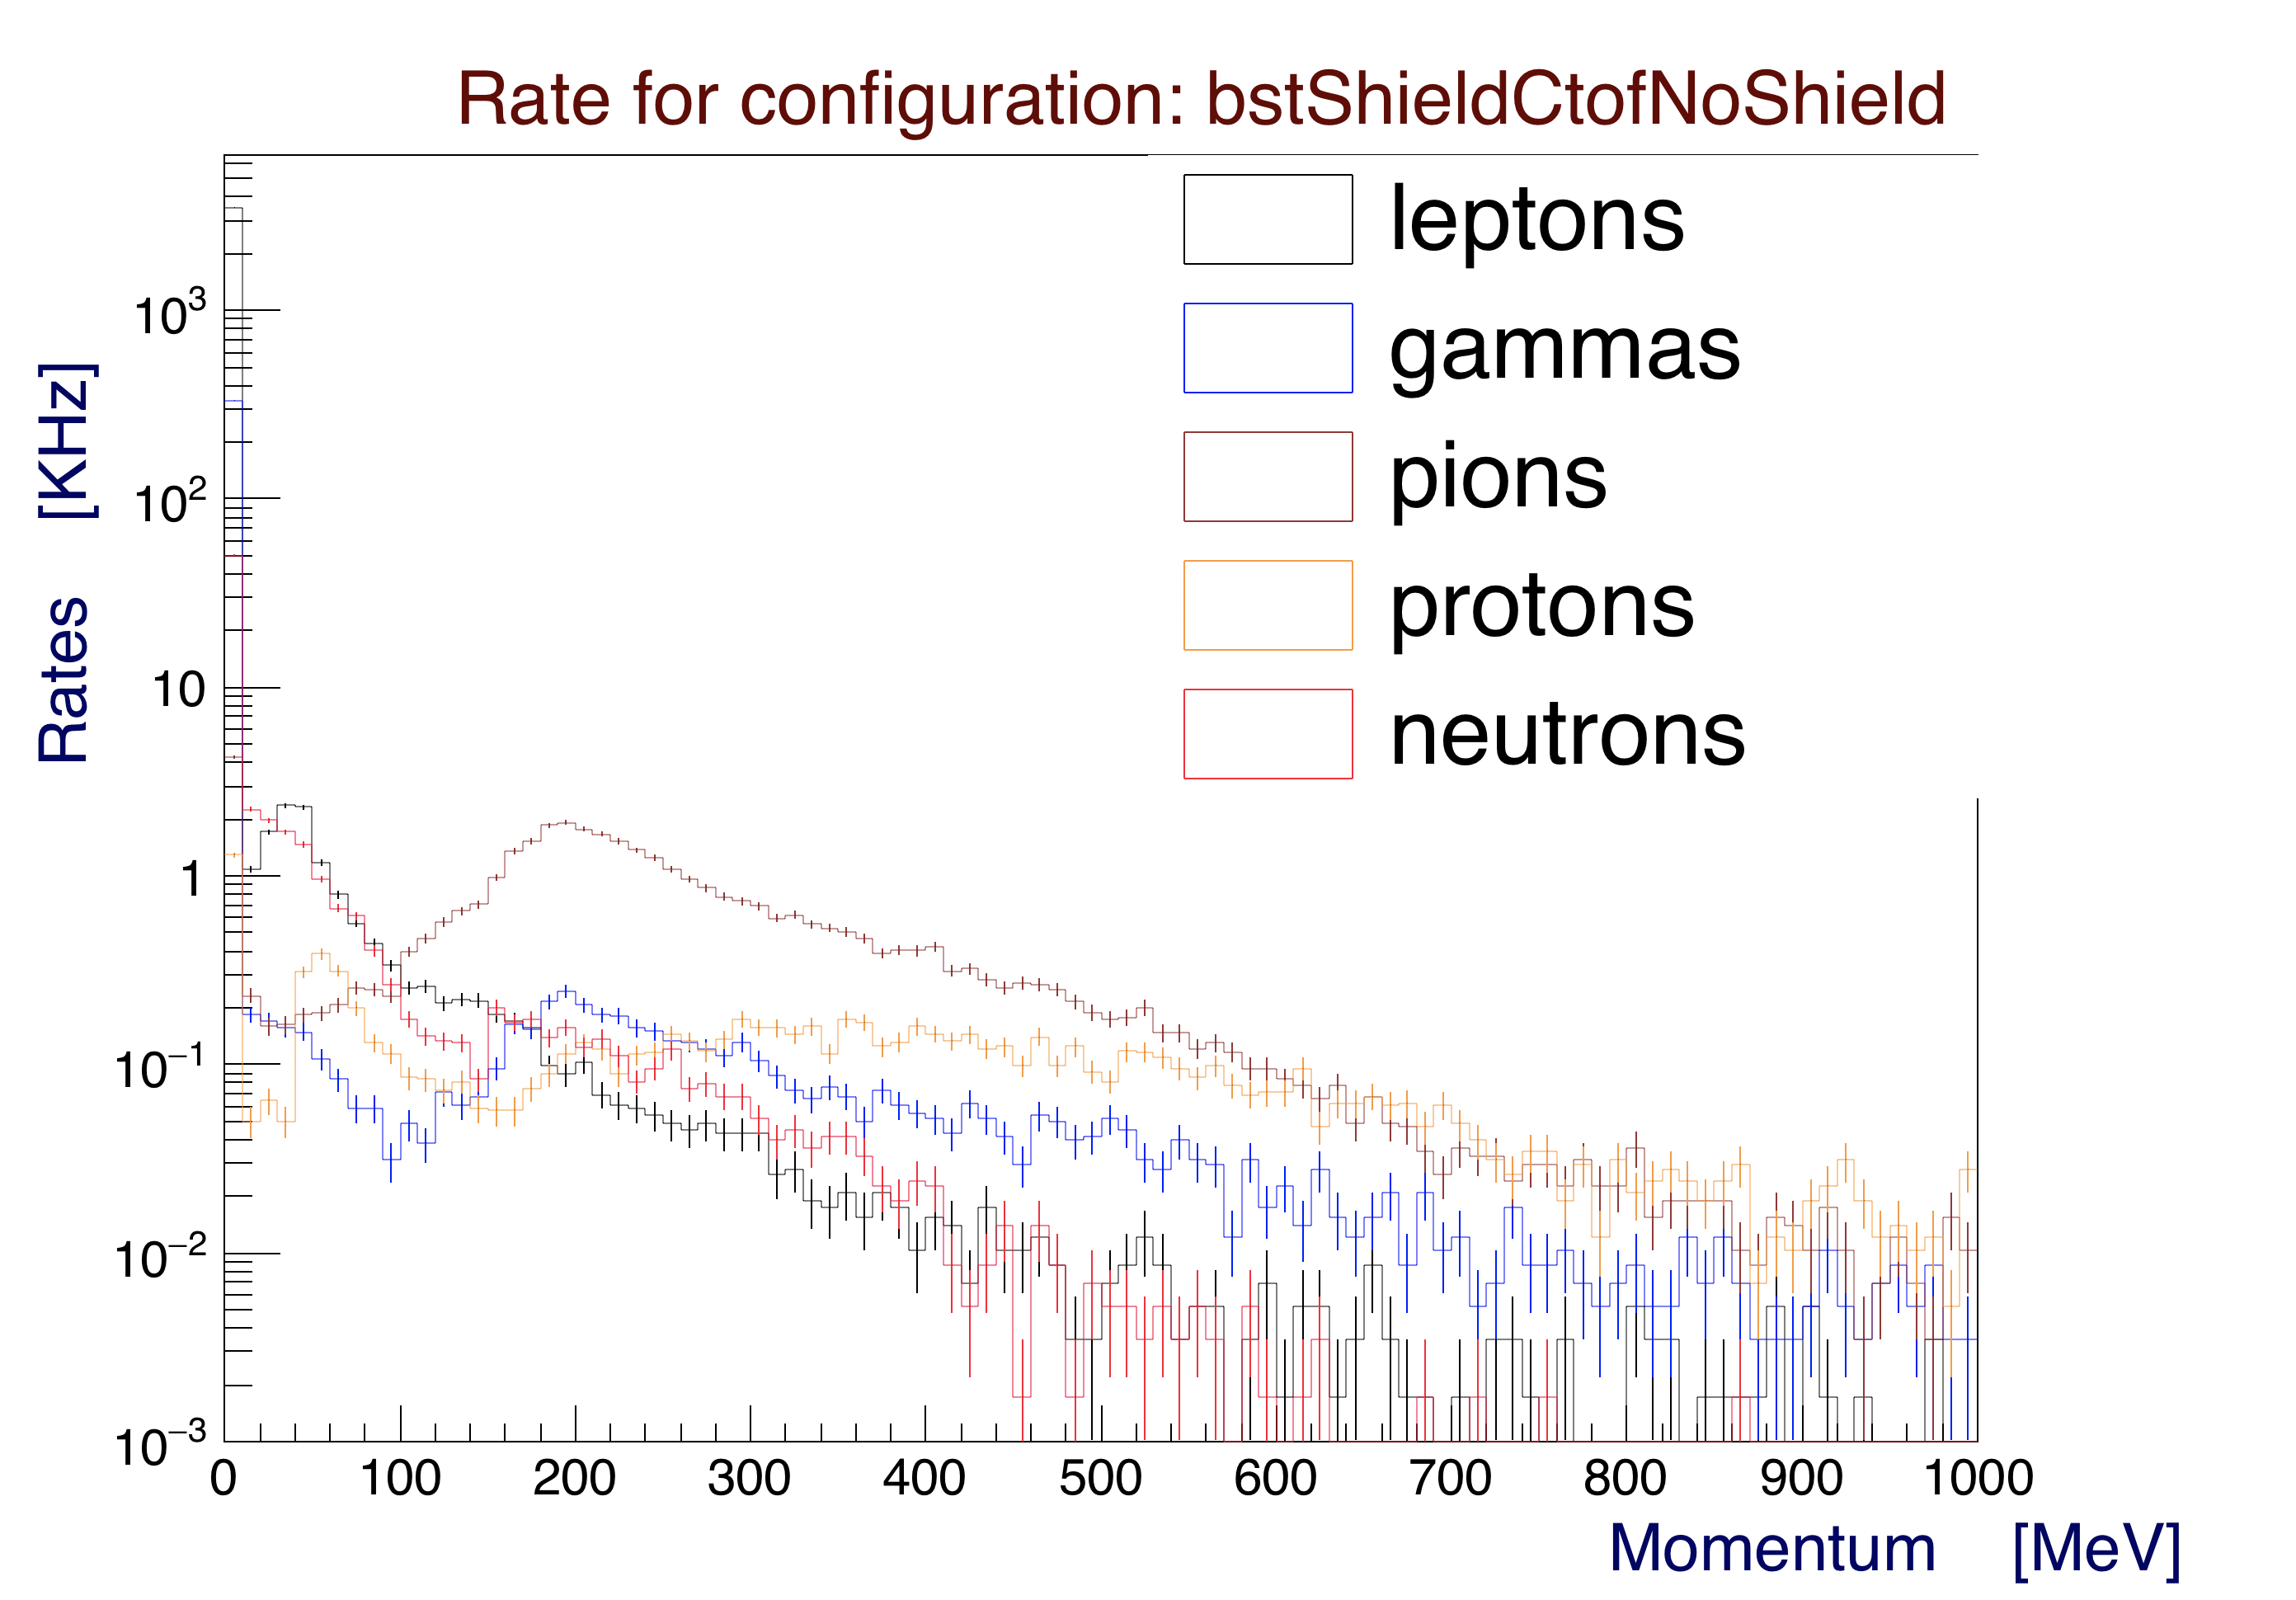 Rate for configuration: bstShieldCtofNoShield
leptons
gammas
pions
protons
neutrons
Rates [KHz]
10³
10²
10
1
10⁻¹
10⁻²
10⁻³
0 100 200 300 400 500 600 700 800 900 1000
Momentum [MeV]